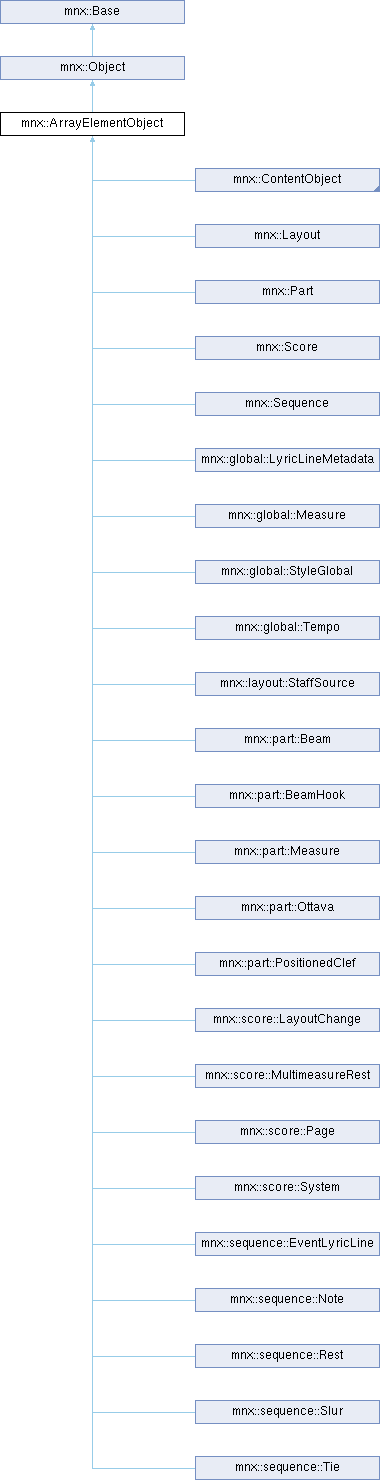 mnx::Base
mnx::Object
mnx::ArrayElementObject
mnx::ContentObject
mnx::Layout
mnx::Part
mnx::Score
mnx::Sequence
mnx::global::LyricLineMetadata
mnx::global::Measure
mnx::global::StyleGlobal
mnx::global::Tempo
mnx::layout::StaffSource
mnx::part::Beam
mnx::part::BeamHook
mnx::part::Measure
mnx::part::Ottava
mnx::part::PositionedClef
mnx::score::LayoutChange
mnx::score::MultimeasureRest
mnx::score::Page
mnx::score::System
mnx::sequence::EventLyricLine
mnx::sequence::Note
mnx::sequence::Rest
mnx::sequence::Slur
mnx::sequence::Tie